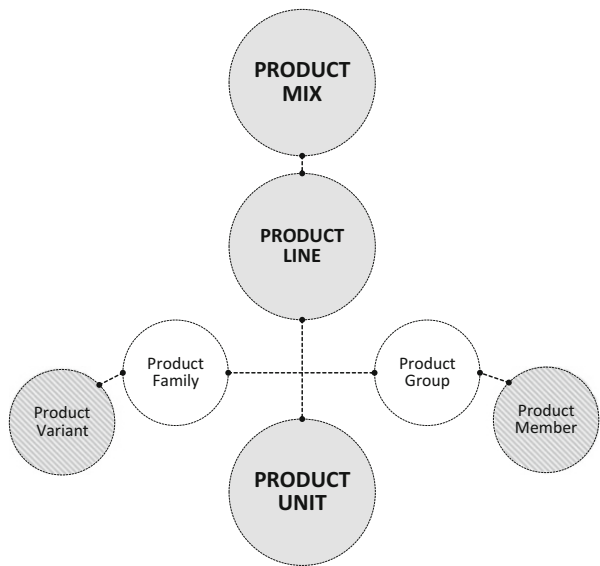 PRODUCT
MIX
PRODUCT
LINE
Product
Family
Product
Group
Product
Variant
Product
Member
PRODUCT
UNIT